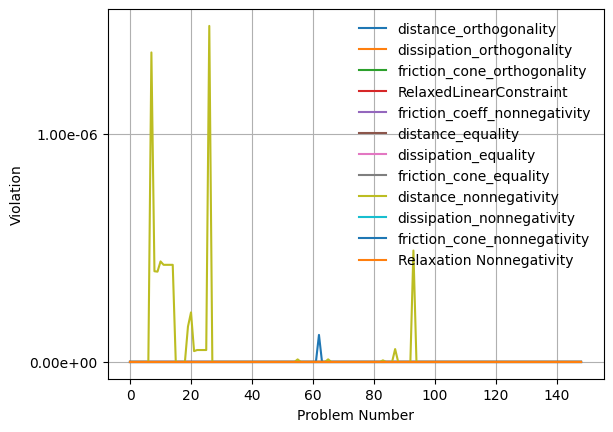 distance_orthogonality
dissipation_orthogonality
friction_cone_orthogonality
RelaxedLinearConstraint
friction_coeff_nonnegativity
distance_equality
dissipation_equality
friction_cone_equality
distance_nonnegativity
dissipation_nonnegativity
friction_cone_nonnegativity
Relaxation Nonnegativity
1.00e-06
0.00e+00
Violation
0 20 40 60 80 100 120 140
Problem Number